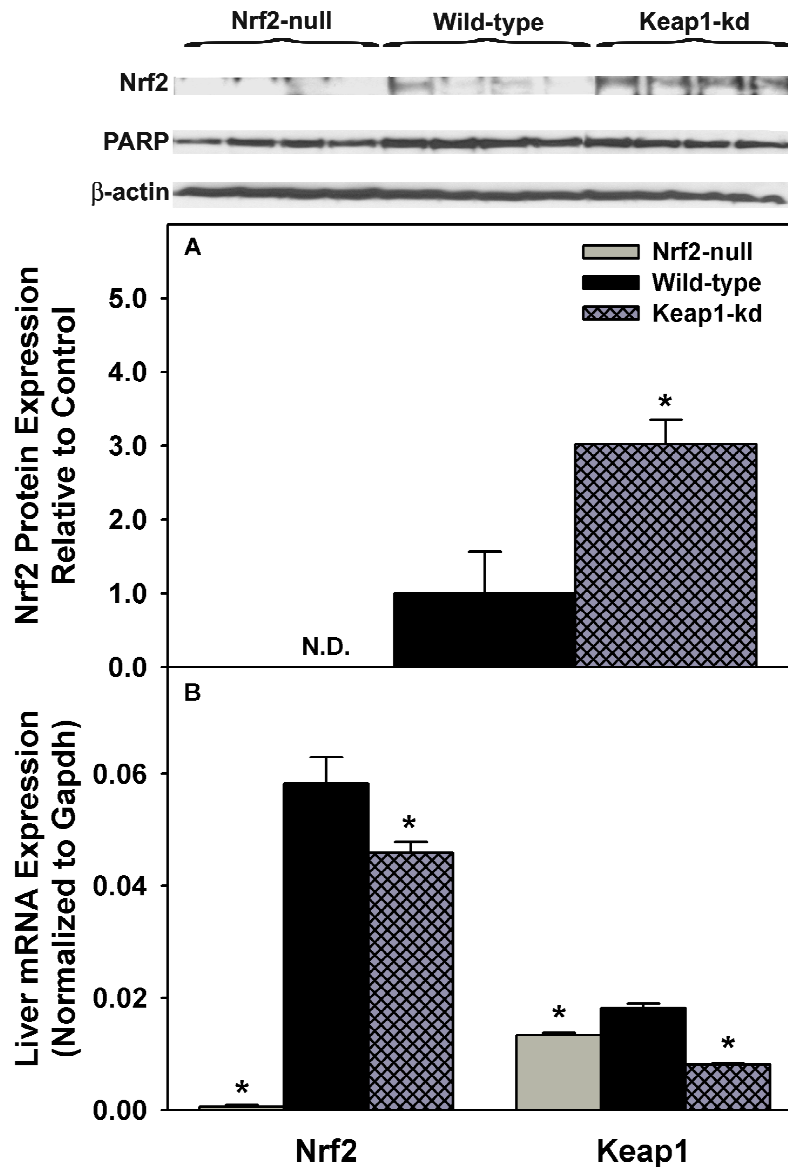 Nrf2-null Wild-type Keap1-kd
Nrf2
PARP
β-actin
A
Nrf2-null
Wild-type
Keap1-kd
Nrf2 Protein Expression
Relative to Control
5.0
4.0
3.0
2.0
1.0
0.0
*
N.D.
B
Liver mRNA Expression
(Normalized to Gapdh)
0.06
0.04
0.02
0.00
*
*
*
*
Nrf2 Keap1